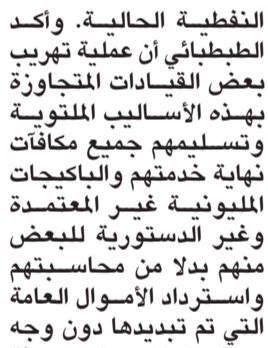 النفطية الحالية. وأكد
الطبطبائي أن عملية تهريب
بعض القيادات المتجاوزة
بهذه الأساليب الملتوية
وتسليمهم جميع مكافآت
نهاية خدمتهم والباكيجات
المليونية غير المعتمدة
وغير الدستورية للبعض
منهم بدلا من محاسبتهم
واسترداد الأموال العامة
التي تم تبديدها دون وجه